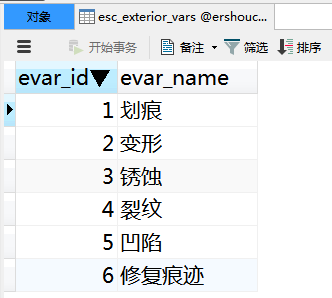 对象 esc_exterior_vars @ershouc...
开始事务 备注 筛选 排序
evar_id evar_name
1 划痕
2 变形
3 锈蚀
4 裂纹
5 凹陷
6 修复痕迹